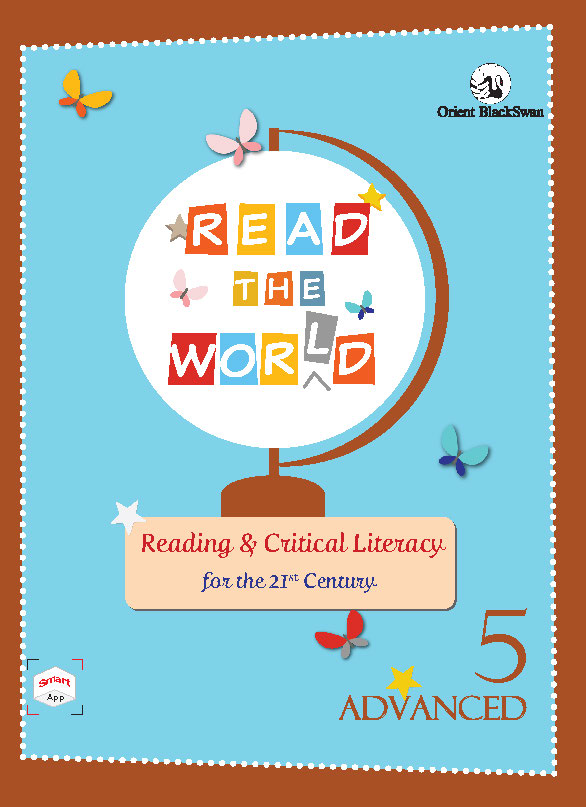 Orient BlackSwan
READ
THE
WORLD
Reading & Critical Literacy
for the 21st Century
5
ADVANCED
smart
App